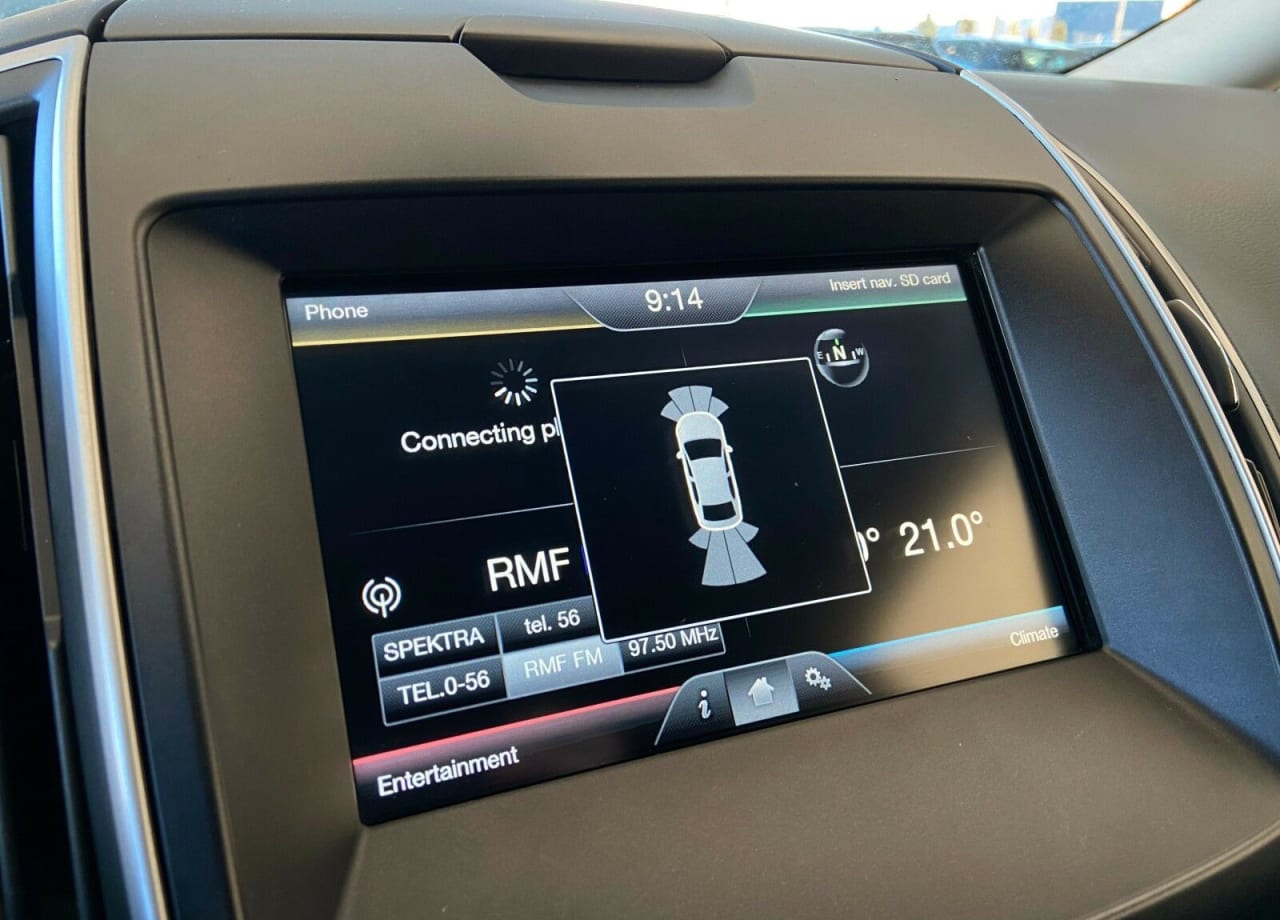 Phone
9:14
Insert nav. SD card
E N W
Connecting
RMF
° 21.0°
SPEKTRA
tel. 56
97.50 MHz
TEL.0-56
RMF FM
i
Climate
Entertainment